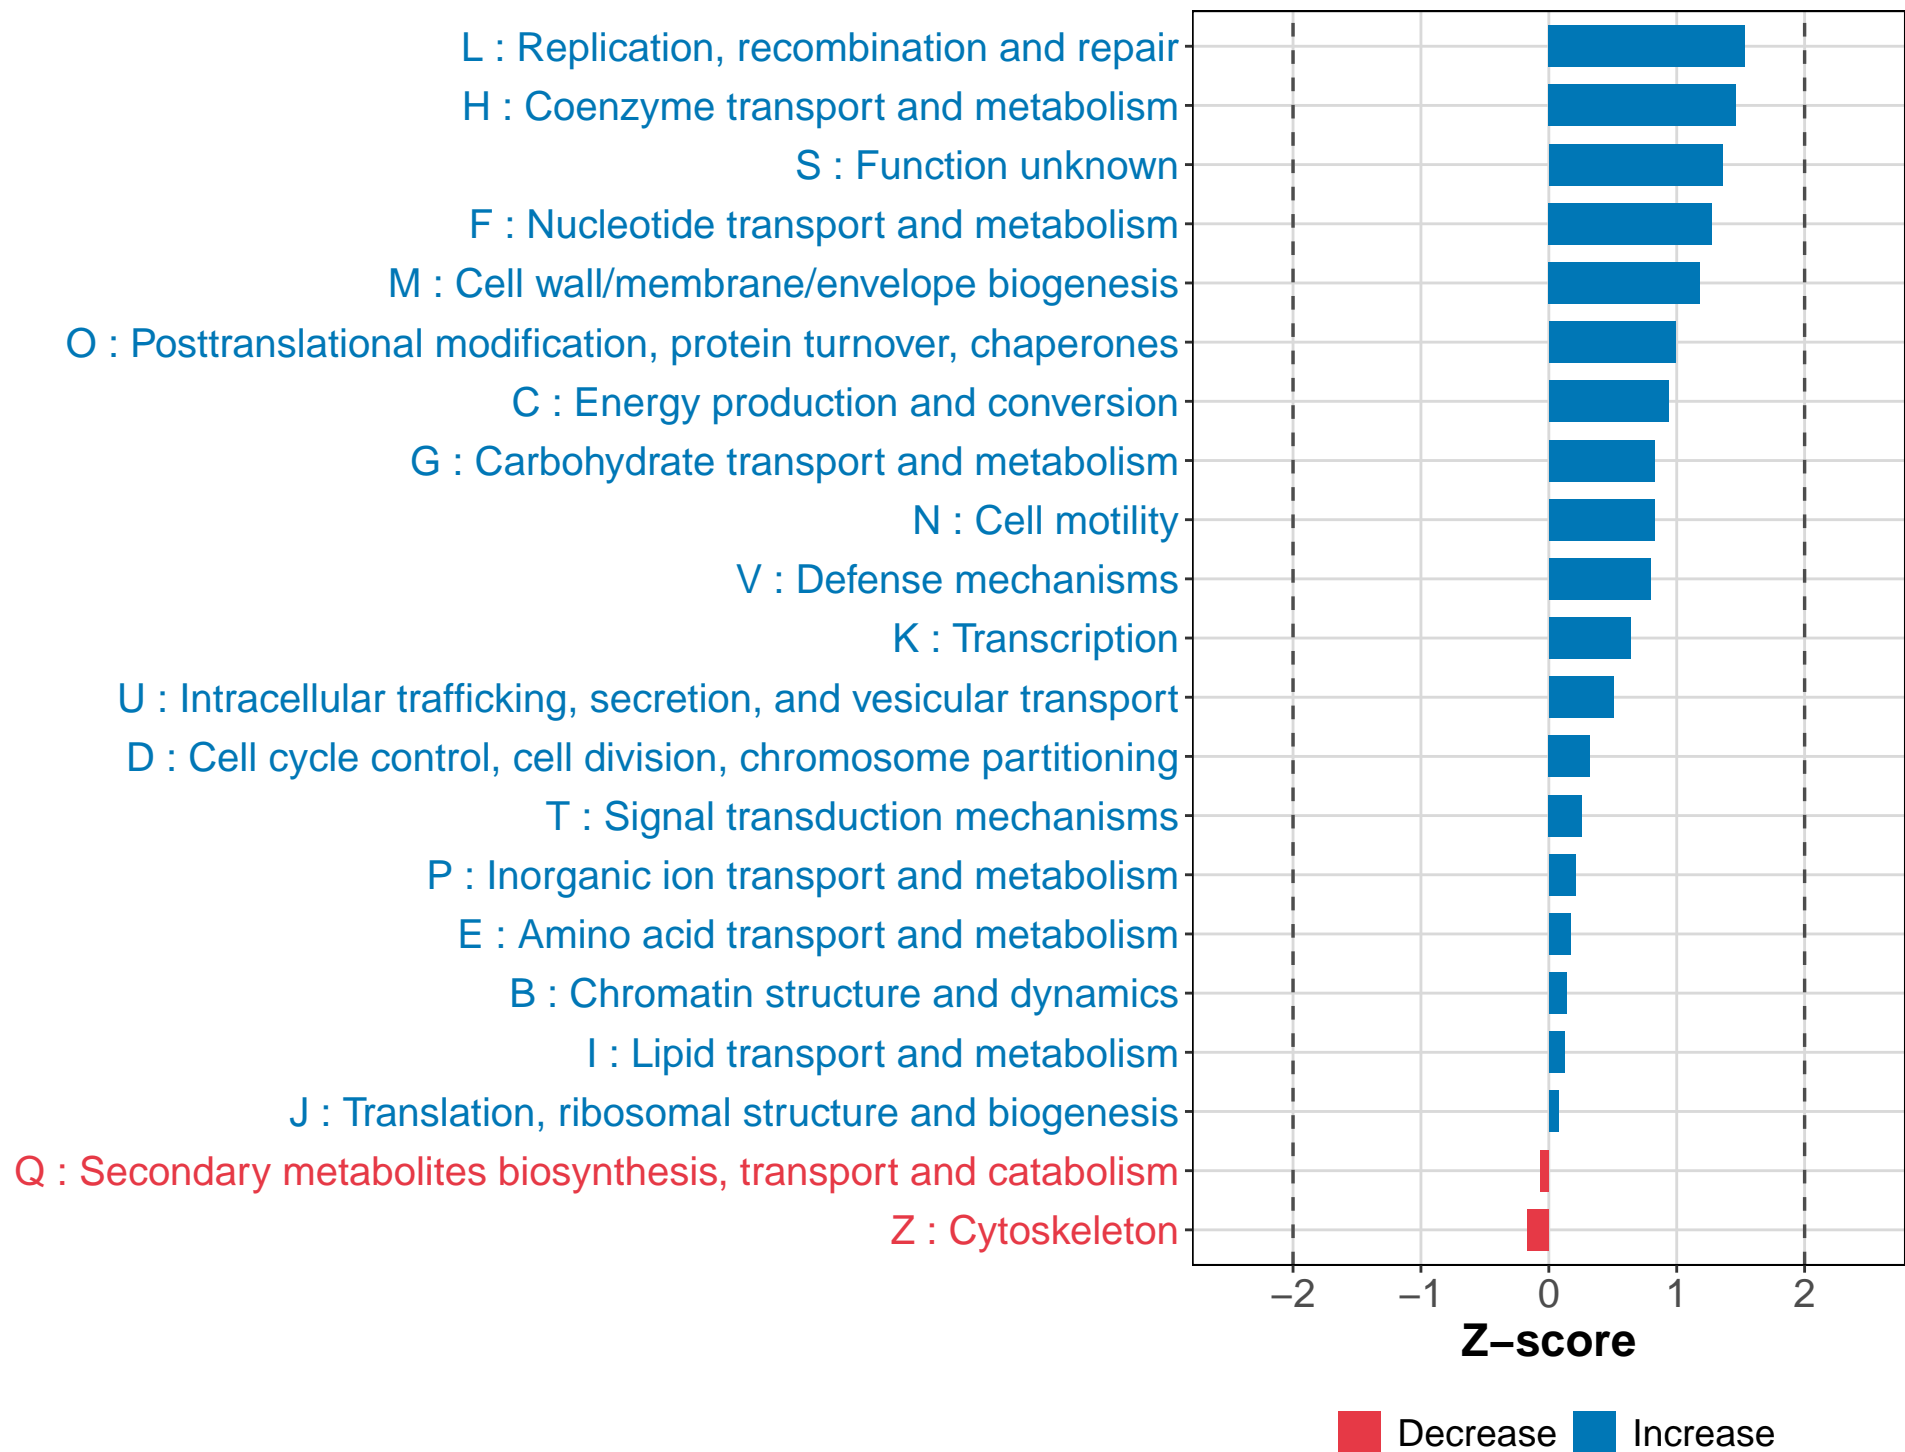 L : Replication, recombination and repair
H : Coenzyme transport and metabolism
S : Function unknown
F : Nucleotide transport and metabolism
M : Cell wall/membrane/envelope biogenesis
O : Posttranslational modification, protein turnover, chaperones
C : Energy production and conversion
G : Carbohydrate transport and metabolism
N : Cell motility
V : Defense mechanisms
K : Transcription
U : Intracellular trafficking, secretion, and vesicular transport
D : Cell cycle control, cell division, chromosome partitioning
T : Signal transduction mechanisms
P : Inorganic ion transport and metabolism
E : Amino acid transport and metabolism
B : Chromatin structure and dynamics
I : Lipid transport and metabolism
J : Translation, ribosomal structure and biogenesis
Q : Secondary metabolites biosynthesis, transport and catabolism
Z : Cytoskeleton
−2 −1 0 1 2
Z−score
Decrease Increase